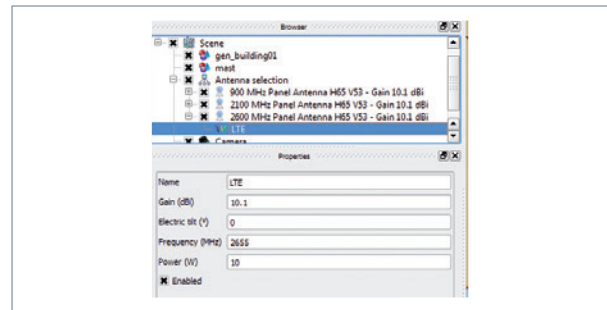 Browser
Scene
gen_building01
mast
Antenna selection
900 MHz Panel Antenna H65 V53 - Gain 10.1 dBi
2100 MHz Panel Antenna H65 V53 - Gain 10.1 dBi
2600 MHz Panel Antenna H65 V53 - Gain 10.1 dBi
LTE
Camera
Properties
Name LTE
Gain (dBi) 10.1
Electric tilt (°) 0
Frequency (MHz) 2655
Power (W) 10
Enabled